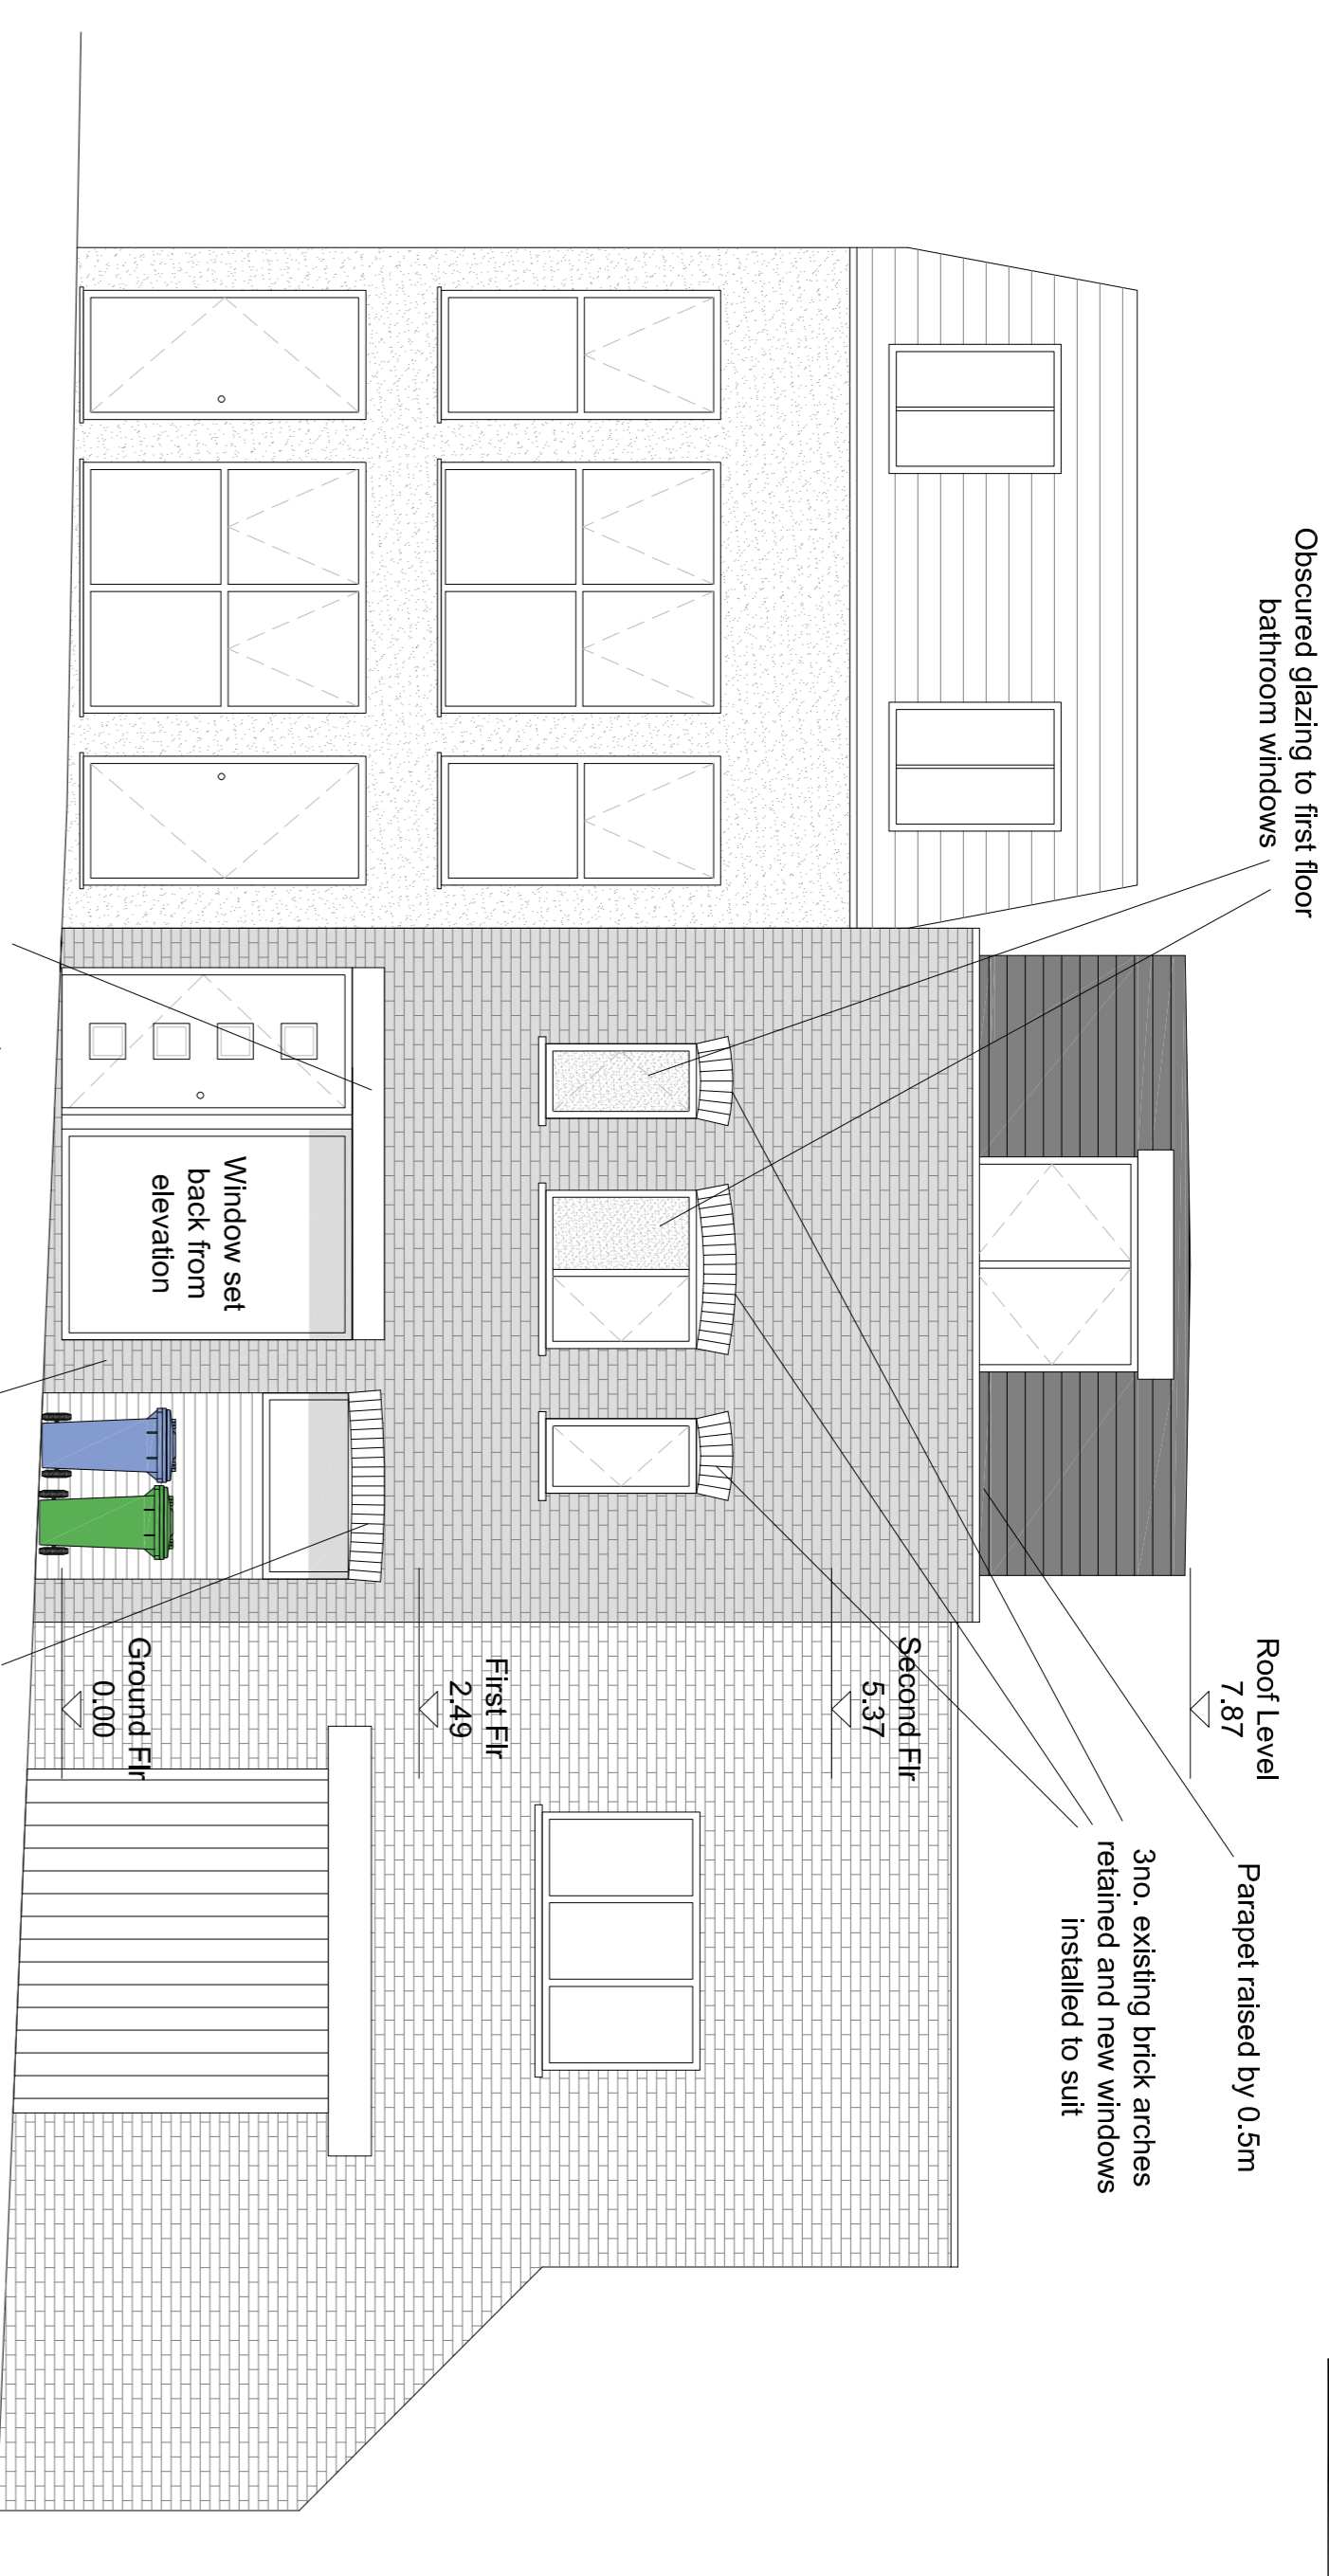 Obscured glazing to first floor
bathroom windows
Roof Level
7.87
Parapet raised by 0.5m
3no. existing brick arches
retained and new windows
installed to suit
Second Flr
5.37
First Flr
2.49
Ground Flr
0.00
Window set
back from
elevation